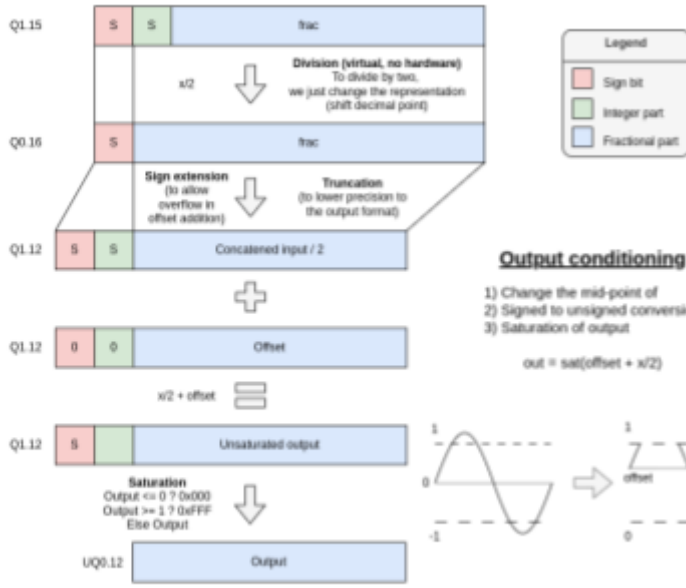 Q1.15
S
S
frac
x/2
Division (virtual, no hardware)
To divide by two,
we just change the representation
(shift decimal point)
Q0.16
S
frac
Sign extension
(to allow
overflow in
offset addition)
Truncation
(to lower precision to
the output format)
Q1.12
S
S
Concatened input / 2
Q1.12
0
0
Offset
x/2 + offset
Q1.12
S
Unsaturated output
Saturation
Output <= 0 ? 0x000
Output >= 1 ? 0xFFF
Else Output
UQ0.12
Output
Legend
Sign bit
Integer part
Fractional part
Output conditioning
1) Change the mid-point of
2) Signed to unsigned conversi
3) Saturation of output
out = sat(offset + x/2)
1
0
-1
1
offset
0